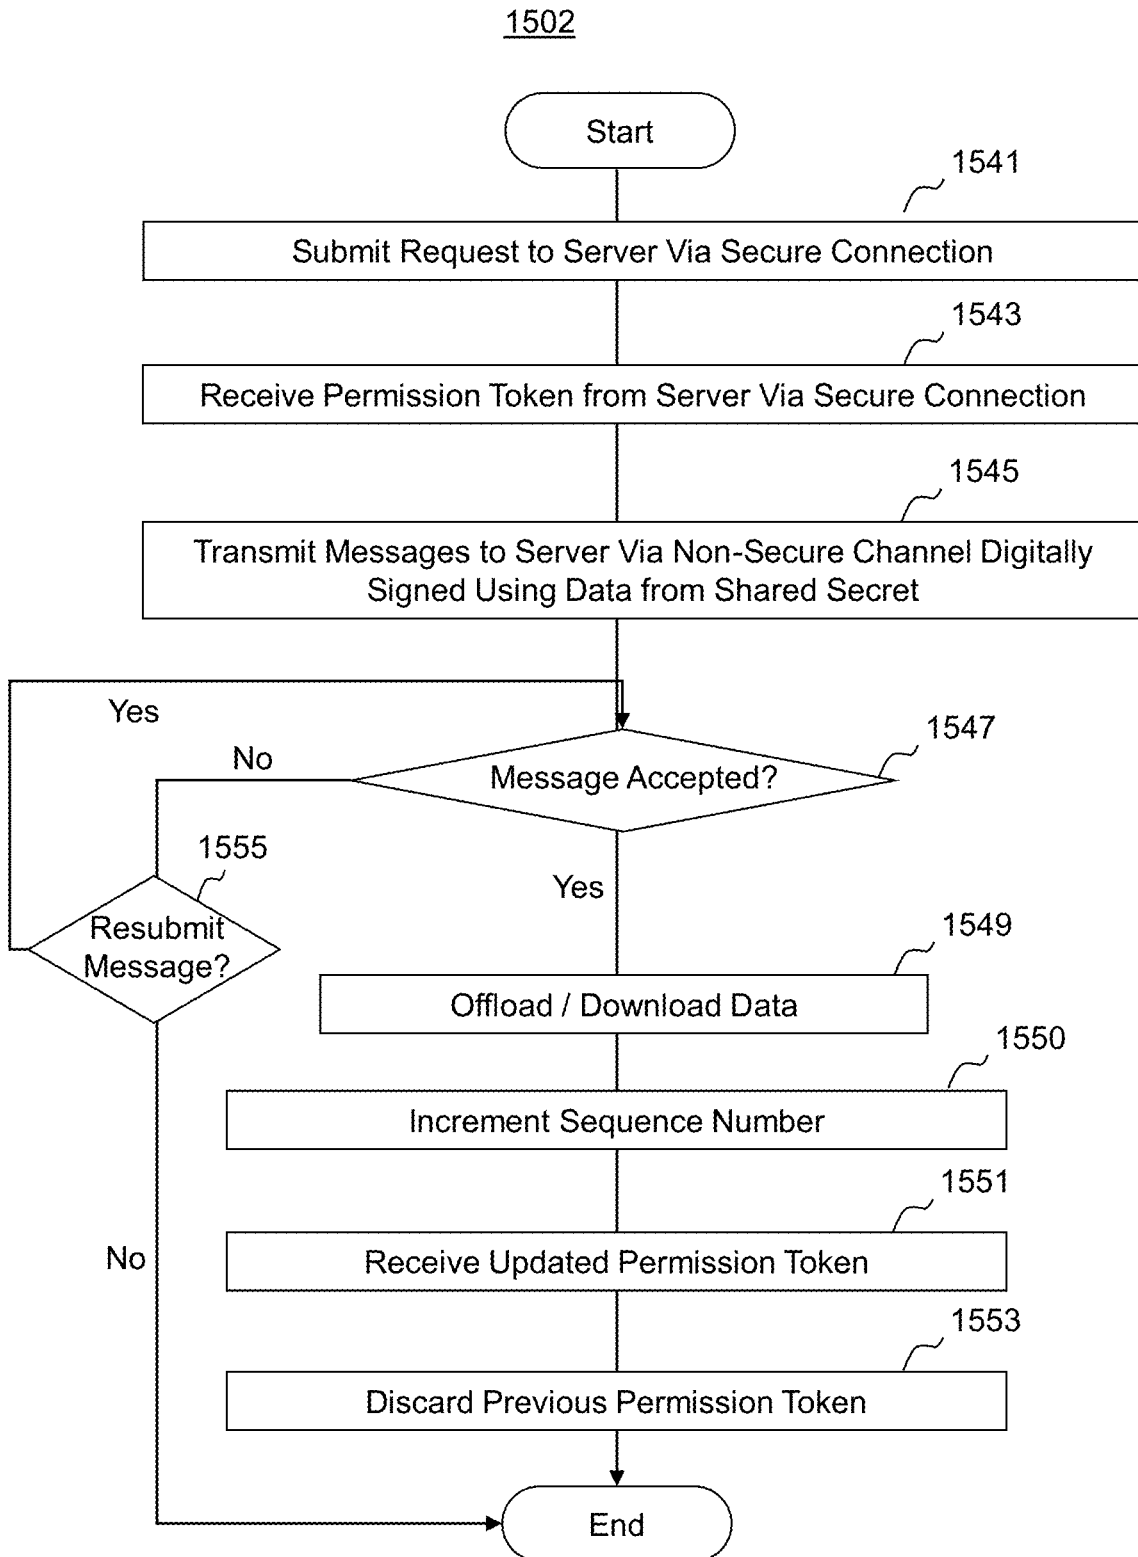 1502
Start
1541
Submit Request to Server Via Secure Connection
1543
Receive Permission Token from Server Via Secure Connection
1545
Transmit Messages to Server Via Non-Secure Channel Digitally
Signed Using Data from Shared Secret
Yes
No
1547
Message Accepted?
1555
Resubmit
Message?
Yes
1549
Offload / Download Data
1550
Increment Sequence Number
1551
Receive Updated Permission Token
No
1553
Discard Previous Permission Token
End